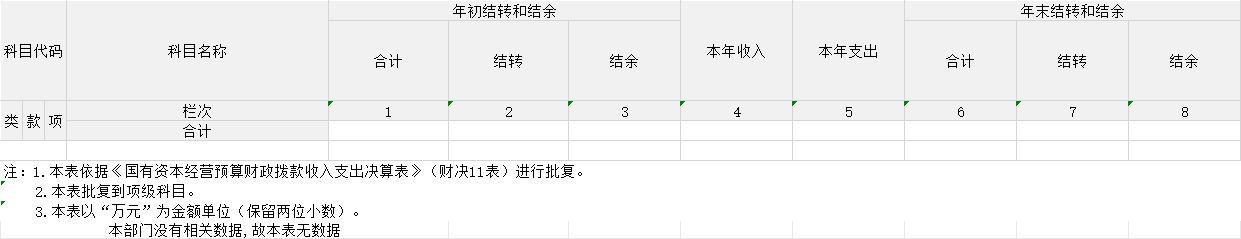 科目代码 科目名称 年初结转和结余 本年收入 本年支出 年末结转和结余
合计 结转 结余 合计 结转 结余
类 款 项 栏次 1 2 3 4 5 6 7 8
合计
注：1.本表依据《国有资本经营预算财政拨款收入支出决算表》（财决11表）进行批复。
2.本表批复到项级科目。
3.本表以“万元”为金额单位（保留两位小数）。
本部门没有相关数据,故本表无数据